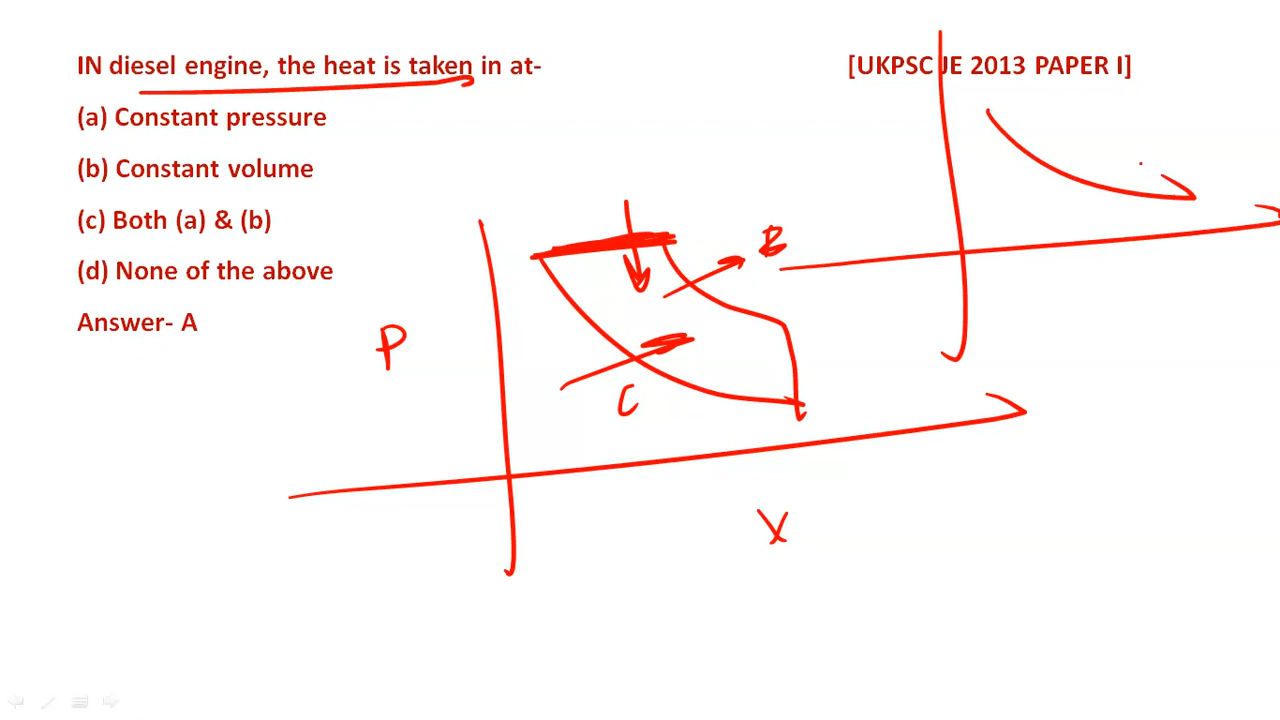 IN diesel engine, the heat is taken in at-
[UKPSC JE 2013 PAPER I]
(a) Constant pressure
(b) Constant volume
(c) Both (a) & (b)
(d) None of the above
Answer- A
P
C